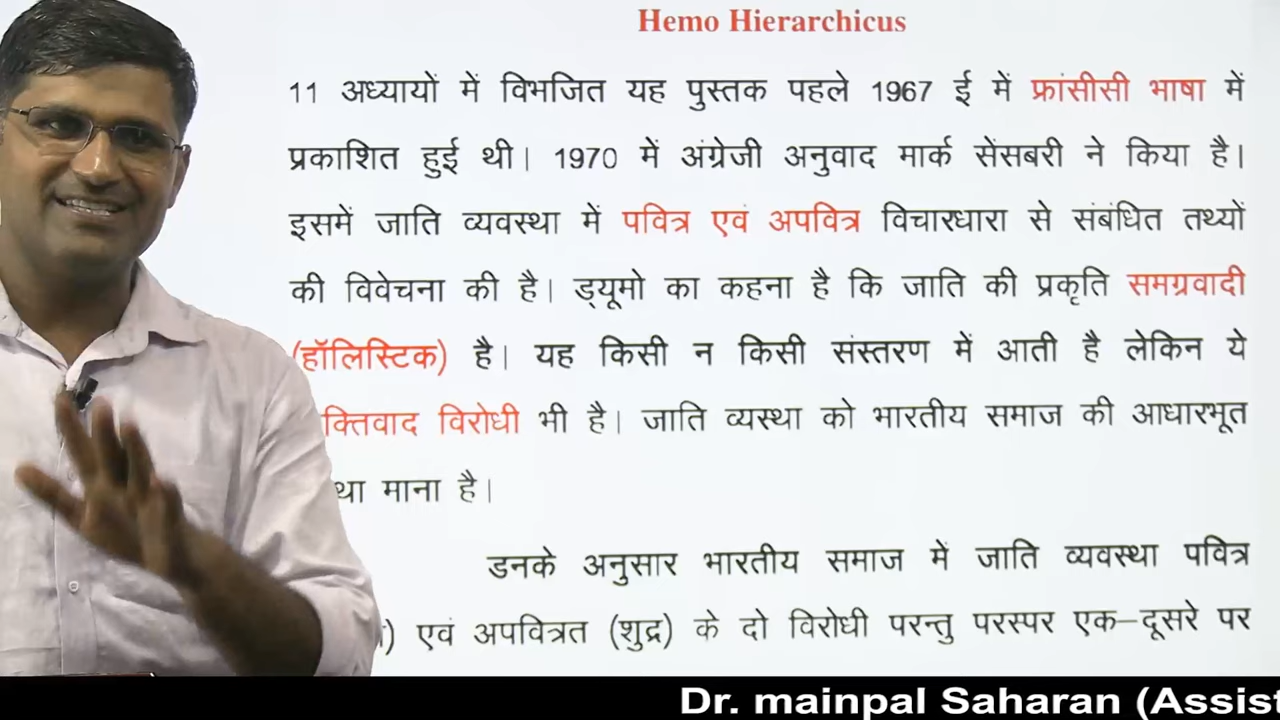 Hemo Hierarchicus
11 अध्यायों में विभजित यह पुस्तक पहले 1967 ई में फ्रांसीसी भाषा में
प्रकाशित हुई थी। 1970 में अंग्रेजी अनुवाद मार्क सेंसबरी ने किया है।
इसमें जाति व्यवस्था में पवित्र एवं अपवित्र विचारधारा से संबंधित तथ्यों
की विवेचना की है। ड्यूमो का कहना है कि जाति की प्रकृति समग्रवादी
(हॉलिस्टिक) है। यह किसी न किसी संस्तरण में आती है लेकिन ये
विरोधी भी है। जाति व्यस्था को भारतीय समाज की आधारभूत
माना है।
डनके अनुसार भारतीय समाज में जाति व्यवस्था पवित्र
एवं अपवित्रत (शुद्र) के दो विरोधी परन्तु परस्पर एक–दूसरे पर
Dr. mainpal Saharan (Assist